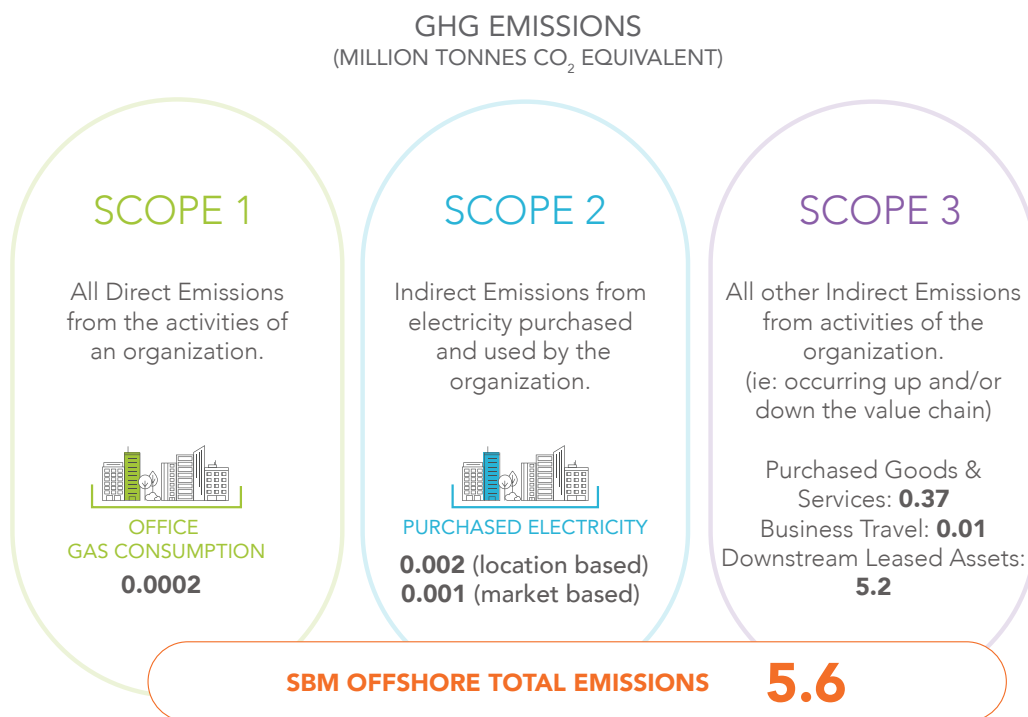 GHG EMISSIONS
(MILLION TONNES CO₂ EQUIVALENT)
SCOPE 1
All Direct Emissions
from the activities of
an organization.
OFFICE
GAS CONSUMPTION
0.0002
SCOPE 2
Indirect Emissions from
electricity purchased
and used by the
organization.
PURCHASED ELECTRICITY
0.002 (location based)
0.001 (market based)
SCOPE 3
All other Indirect Emissions
from activities of the
organization.
(ie: occurring up and/or
down the value chain)
Purchased Goods &
Services: 0.37
Business Travel: 0.01
Downstream Leased Assets:
5.2
SBM OFFSHORE TOTAL EMISSIONS 5.6